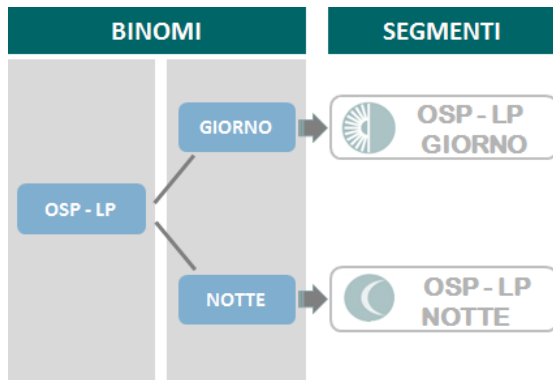 BINOMI
SEGMENTI
GIORNO
OSP - LP
GIORNO
OSP - LP
NOTTE
OSP - LP
NOTTE